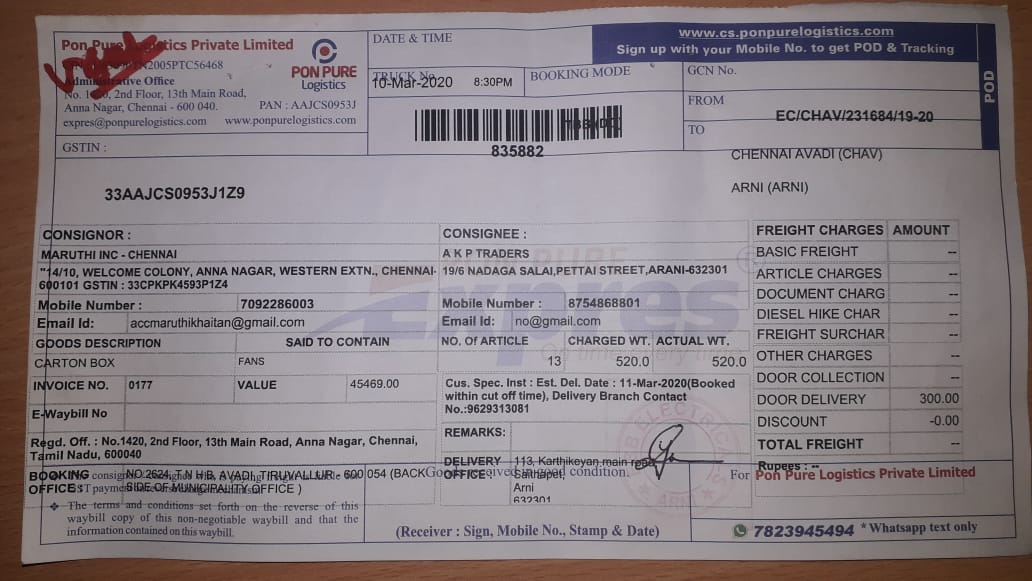 Pon Pure Logistics Private Limited
2005PTC56468
Administrative Office
No. 1420, 2nd Floor, 13th Main Road,
Anna Nagar, Chennai - 600 040.
PAN : AAJCS0953J
expres@ponpurelogistics.com www.ponpurelogistics.com
PON PURE
Logistics
GSTIN :
33AAJCS0953J1Z9
DATE & TIME
TRUCK No.
10-Mar-2020 8:30PM
BOOKING MODE
835882
www.cs.ponpurelogistics.com
Sign up with your Mobile No. to get POD & Tracking
POD
GCN No.
FROM
EC/CHAV/231684/19-20
TO
CHENNAI AVADI (CHAV)
ARNI (ARNI)
CONSIGNOR :
MARUTHI INC - CHENNAI
"14/10, WELCOME COLONY, ANNA NAGAR, WESTERN EXTN., CHENNAI-
600101 GSTIN : 33CPKPK4593P1Z4
Mobile Number : 7092286003
Email Id: accmaruthikhaitan@gmail.com
CONSIGNEE :
A K P TRADERS
19/6 NADAGA SALAI,PETTAI STREET,ARANI-632301
Mobile Number : 8754868801
Email Id: no@gmail.com
GOODS DESCRIPTION SAID TO CONTAIN
CARTON BOX FANS
NO. OF ARTICLE CHARGED WT. ACTUAL WT.
13 520.0 520.0
INVOICE NO. 0177 VALUE 45469.00
E-Waybill No
Cus. Spec. Inst : Est. Del. Date : 11-Mar-2020(Booked
within cut off time), Delivery Branch Contact
No.:9629313081
REMARKS:
FREIGHT CHARGES AMOUNT
BASIC FREIGHT --
ARTICLE CHARGES --
DOCUMENT CHARG --
DIESEL HIKE CHAR --
FREIGHT SURCHAR --
OTHER CHARGES --
DOOR COLLECTION --
DOOR DELIVERY 300.00
DISCOUNT -0.00
TOTAL FREIGHT --
Rupees : --
Regd. Off. : No.1420, 2nd Floor, 13th Main Road, Anna Nagar, Chennai,
Tamil Nadu, 600040
BOOKING OFFICE :
NO 2624, T N H B, AVADI, TIRUVALLUR - 600 054 (BACK
SIDE OF MUNICIPALITY OFFICE )
DELIVERY OFFICE :
113, Karthikeyan main road,
Saithapet,
Arni
632301
Goods received in good condition.
The terms and conditions set forth on the reverse of this
waybill copy of this non-negotiable waybill and that the
information contained on this waybill.
(Receiver : Sign, Mobile No., Stamp & Date)
For Pon Pure Logistics Private Limited
7823945494 * Whatsapp text only